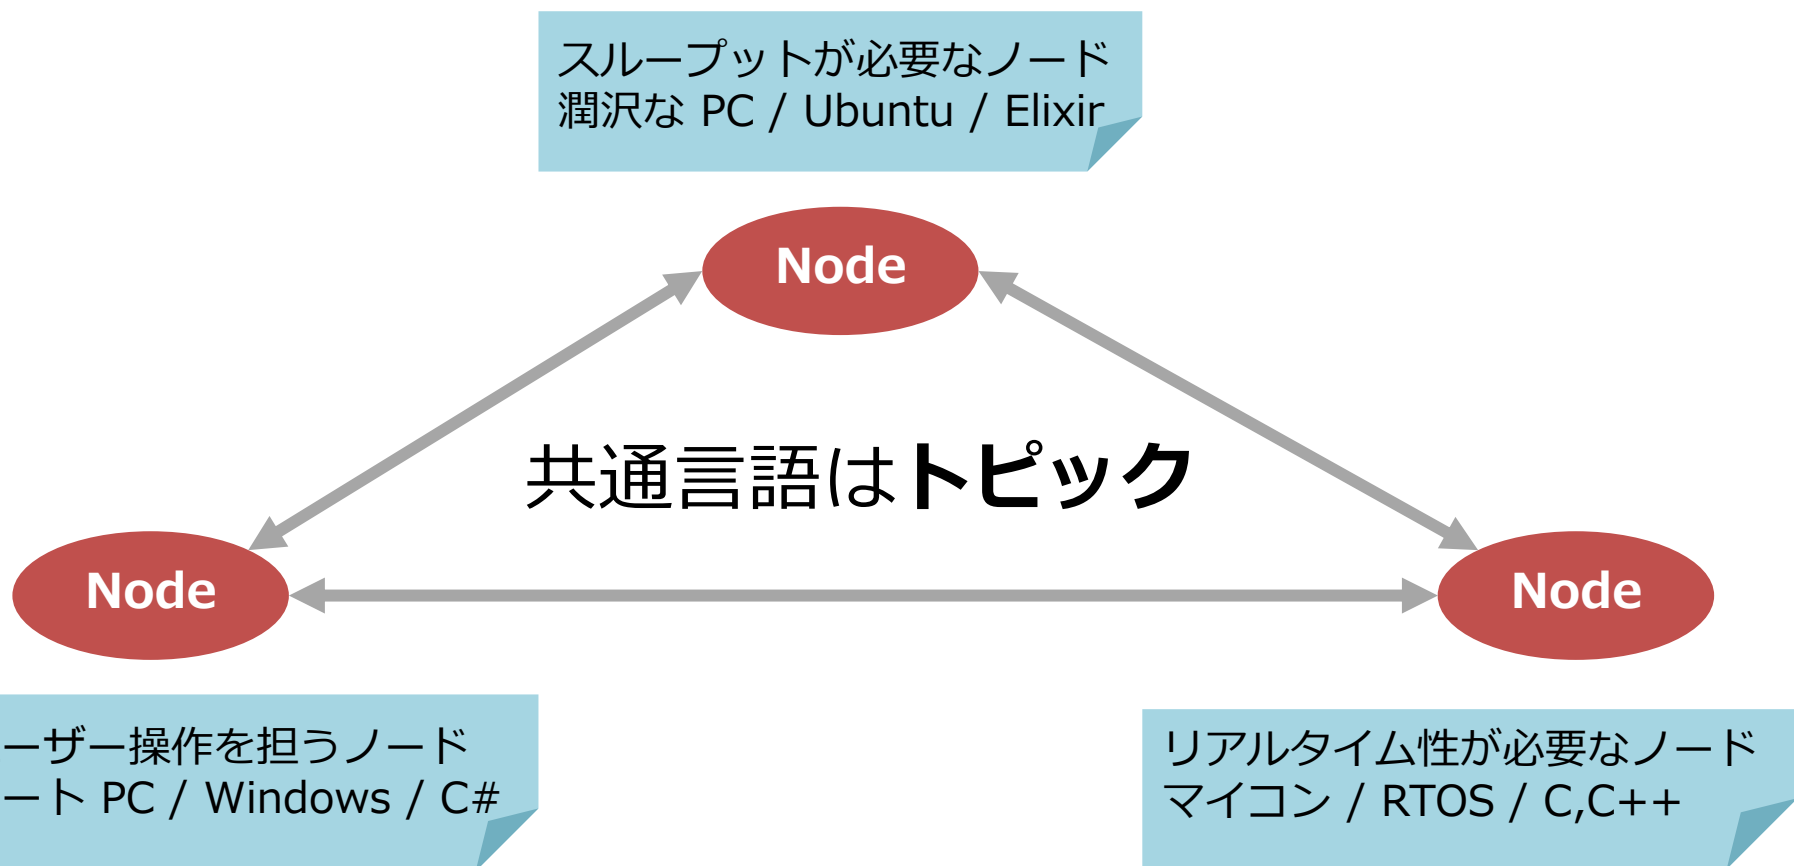 スループットが必要なノード
潤沢な PC / Ubuntu / Elixir
Node
共通言語はトピック
Node
Node
ーザー操作を担うノード
ート PC / Windows / C#
リアルタイム性が必要なノード
マイコン / RTOS / C,C++